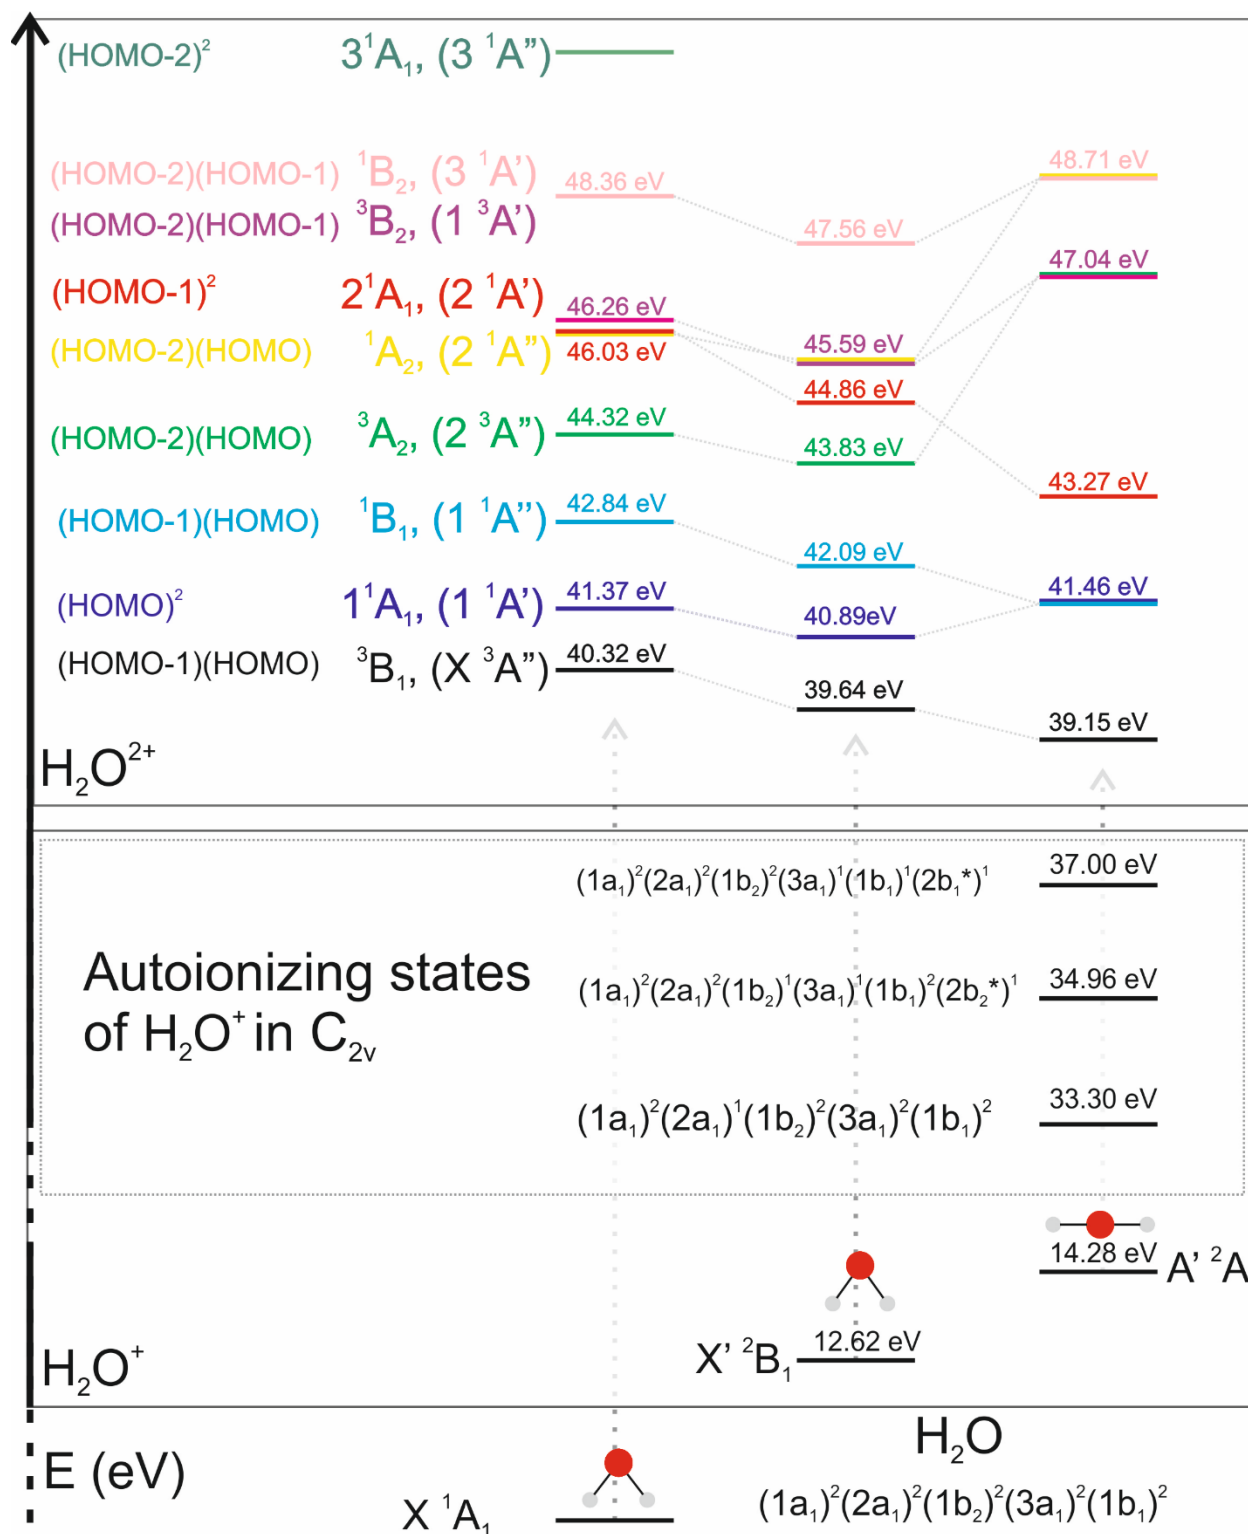 (HOMO-2)² 3¹A₁, (3 ¹A”)
(HOMO-2)(HOMO-1) ¹B₂, (3 ¹A’) 48.36 eV 47.56 eV 48.71 eV
(HOMO-2)(HOMO-1) ³B₂, (1 ³A’)
46.26 eV 45.59 eV 47.04 eV
(HOMO-1)² 2¹A₁, (2 ¹A’)
(HOMO-2)(HOMO) ¹A₂, (2 ¹A”) 46.03 eV 44.86 eV
(HOMO-2)(HOMO) ³A₂, (2 ³A”) 44.32 eV 43.83 eV 43.27 eV
(HOMO-1)(HOMO) ¹B₁, (1 ¹A’’) 42.84 eV 42.09 eV
(HOMO)² 1¹A₁, (1 ¹A’) 41.37 eV 40.89eV 41.46 eV
(HOMO-1)(HOMO) ³B₁, (X ³A”) 40.32 eV 39.64 eV 39.15 eV
H₂O²⁺
(1a₁)²(2a₁)²(1b₂)²(3a₁)¹(1b₁)¹(2b₁*)¹ 37.00 eV
Autoionizing states
of H₂O⁺ in C₂ᵥ
(1a₁)²(2a₁)²(1b₂)¹(3a₁)¹(1b₁)²(2b₂*)¹ 34.96 eV
(1a₁)²(2a₁)¹(1b₂)²(3a₁)²(1b₁)² 33.30 eV
14.28 eV A’ ²A
X’ ²B₁ 12.62 eV
H₂O⁺
H₂O
E (eV)
(1a₁)²(2a₁)²(1b₂)²(3a₁)²(1b₁)²
X ¹A₁